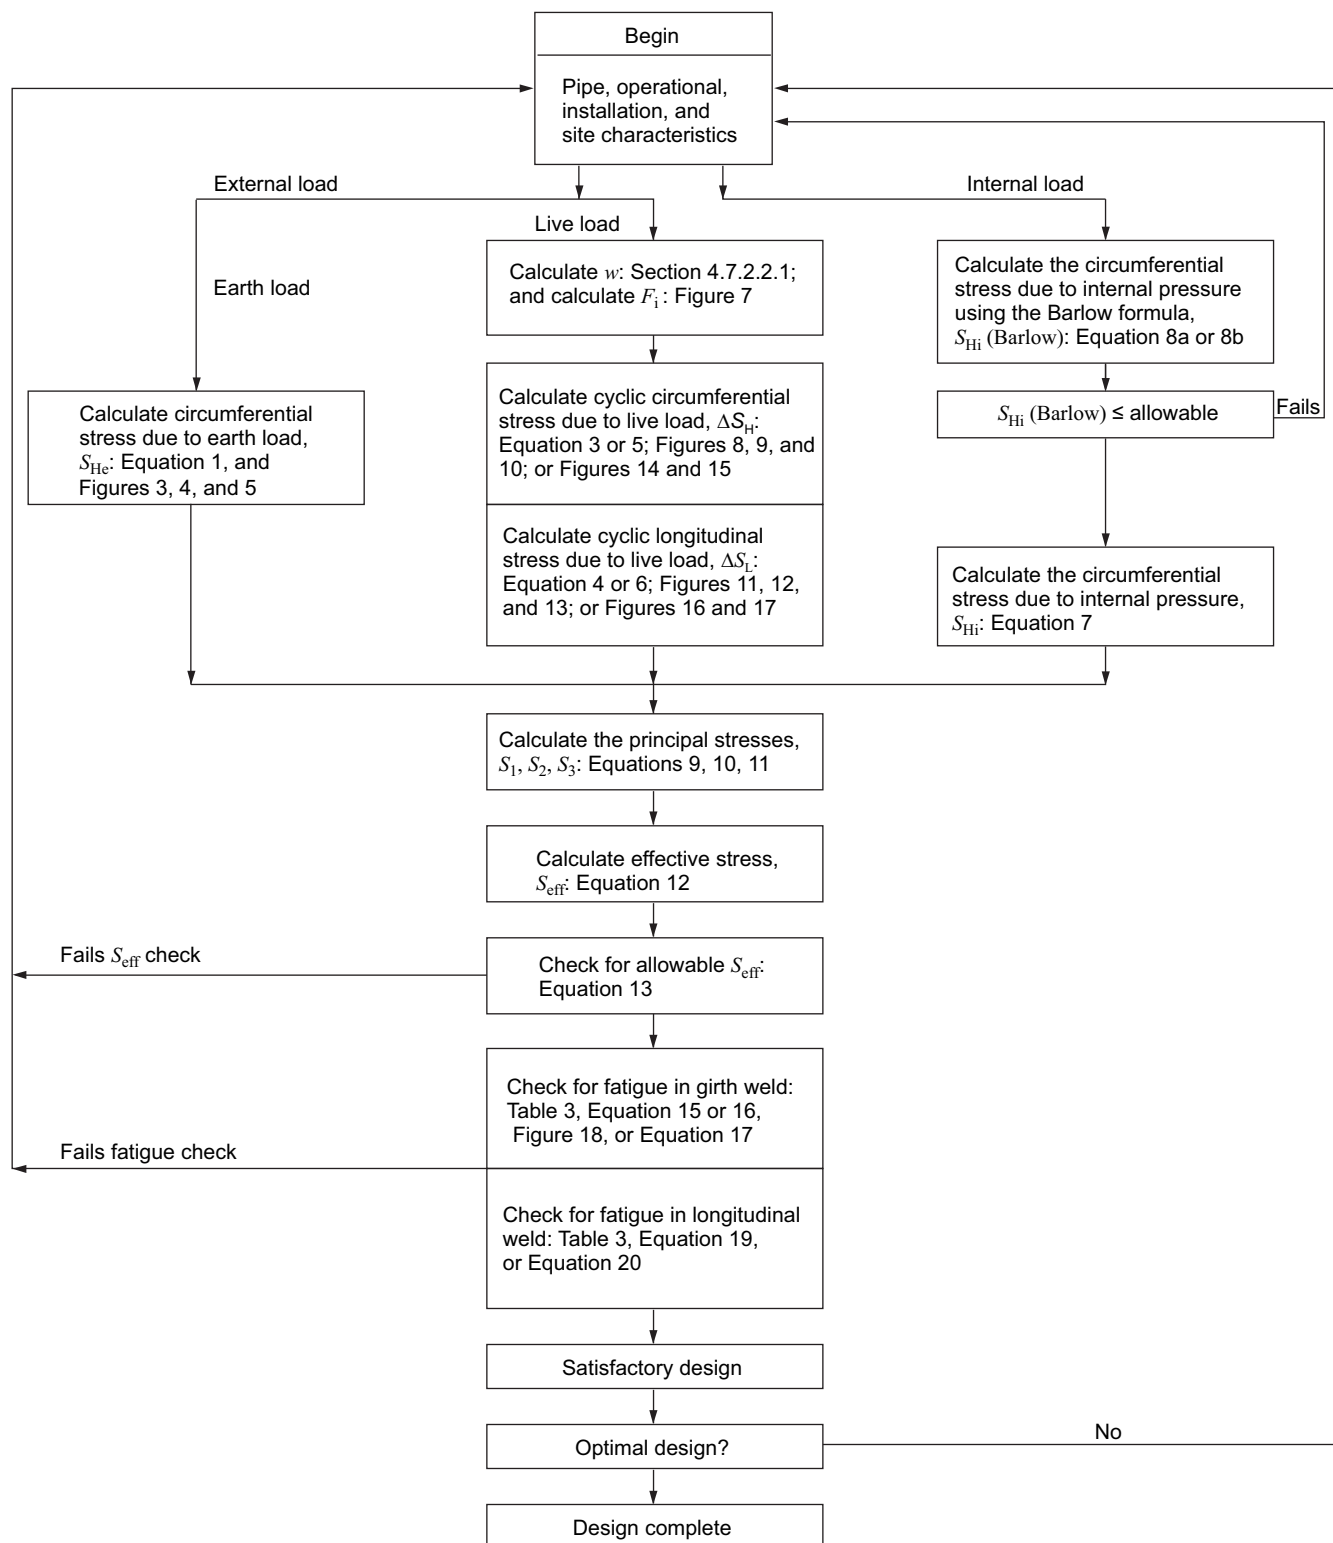 Begin
Pipe, operational,
installation, and
site characteristics
External load
Internal load
Live load
Earth load
Calculate w: Section 4.7.2.2.1;
and calculate Fi : Figure 7
Calculate the circumferential
stress due to internal pressure
using the Barlow formula,
SHi (Barlow): Equation 8a or 8b
Calculate circumferential
stress due to earth load,
SHe: Equation 1, and
Figures 3, 4, and 5
Calculate cyclic circumferential
stress due to live load, ΔSH:
Equation 3 or 5; Figures 8, 9, and
10; or Figures 14 and 15
SHi (Barlow) ≤ allowable
Fails
Calculate cyclic longitudinal
stress due to live load, ΔSL:
Equation 4 or 6; Figures 11, 12,
and 13; or Figures 16 and 17
Calculate the circumferential
stress due to internal pressure,
SHi: Equation 7
Calculate the principal stresses,
S1, S2, S3: Equations 9, 10, 11
Calculate effective stress,
Seff: Equation 12
Fails Seff check
Check for allowable Seff:
Equation 13
Check for fatigue in girth weld:
Table 3, Equation 15 or 16,
Figure 18, or Equation 17
Fails fatigue check
Check for fatigue in longitudinal
weld: Table 3, Equation 19,
or Equation 20
Satisfactory design
Optimal design?
No
Design complete